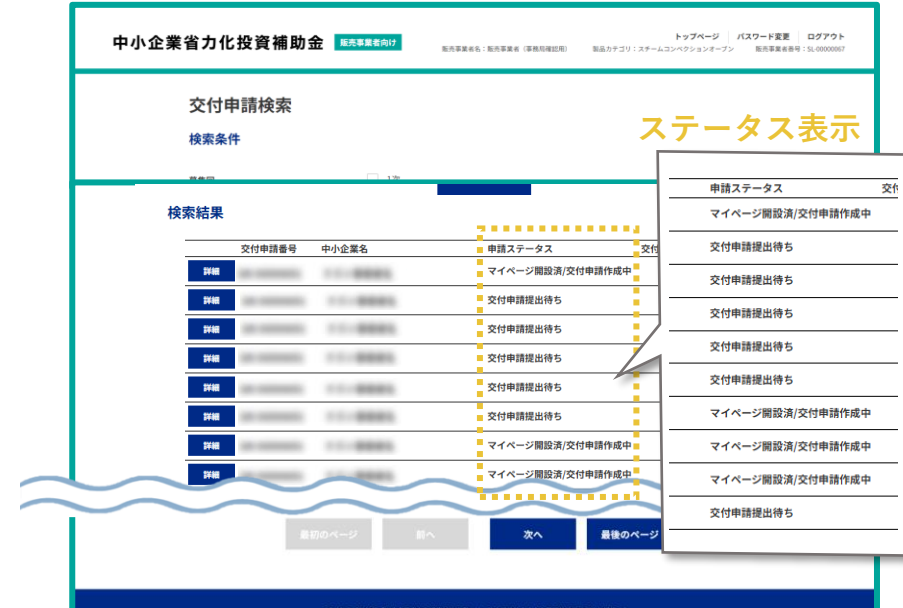 中小企業省力化投資補助金 販売事業者向け
トップページ パスワード変更 ログアウト
販売事業者名：販売事業者（事務局確認用） 製品カテゴリ：スチームコンベクションオーブン 販売事業者番号：SL-00000067
交付申請検索
検索条件
ステータス表示
検索結果
交付申請番号 中小企業名 申請ステータス 交付
詳細 マイページ開設済/交付申請作成中
詳細 交付申請提出待ち
詳細 交付申請提出待ち
詳細 交付申請提出待ち
詳細 交付申請提出待ち
詳細 交付申請提出待ち
詳細 マイページ開設済/交付申請作成中
詳細 マイページ開設済/交付申請作成中
最初のページ 前へ 次へ 最後のページ
申請ステータス 交付
マイページ開設済/交付申請作成中
交付申請提出待ち
交付申請提出待ち
交付申請提出待ち
交付申請提出待ち
交付申請提出待ち
マイページ開設済/交付申請作成中
マイページ開設済/交付申請作成中
マイページ開設済/交付申請作成中
交付申請提出待ち